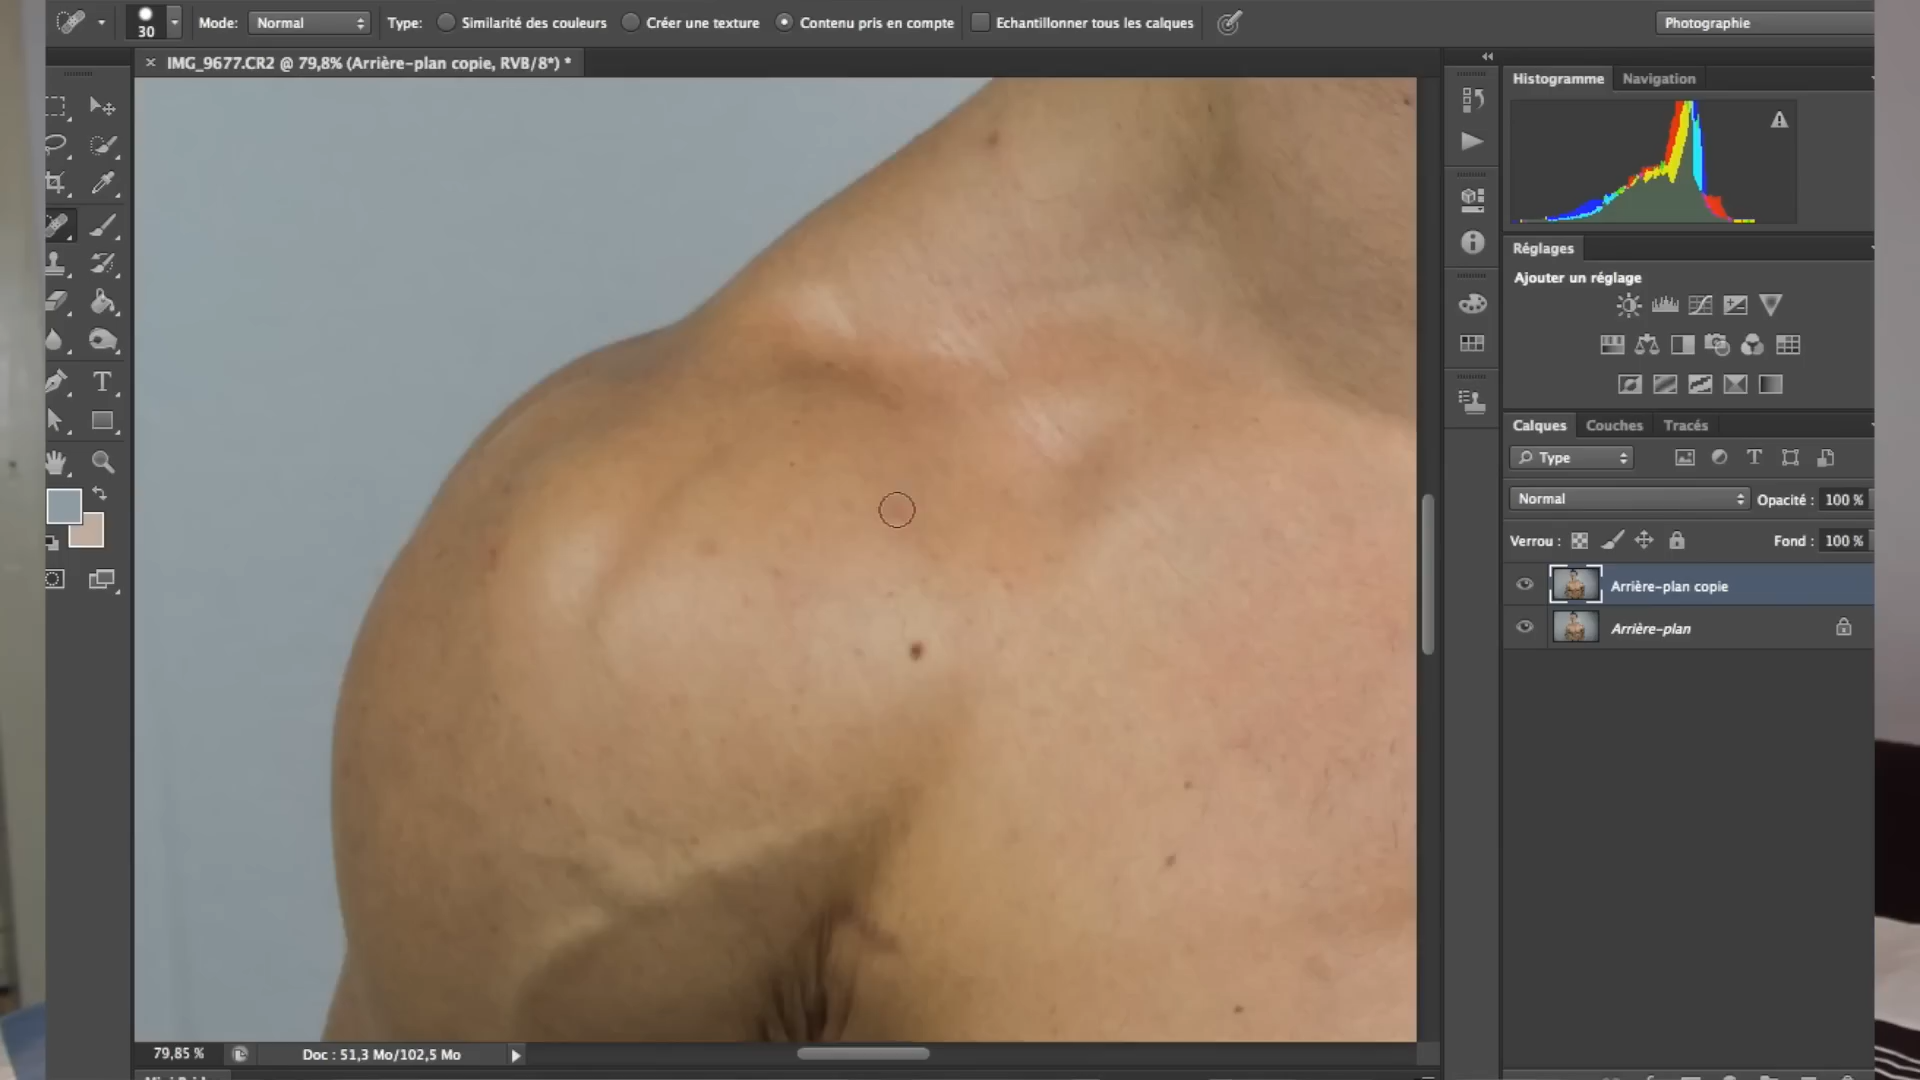 30 Mode: Normal Type: Similarité des couleurs Créer une texture Contenu pris en compte Echantillonner tous les calques Photographie
× IMG_9677.CR2 @ 79,8% (Arrière-plan copie, RVB/8*) *
Histogramme Navigation
Réglages
Ajouter un réglage
Calques Couches Tracés
Type
Normal Opacité : 100 %
Verrou : Fond : 100 %
Arrière-plan copie
Arrière-plan
79,85 % Doc : 51,3 Mo/102,5 Mo